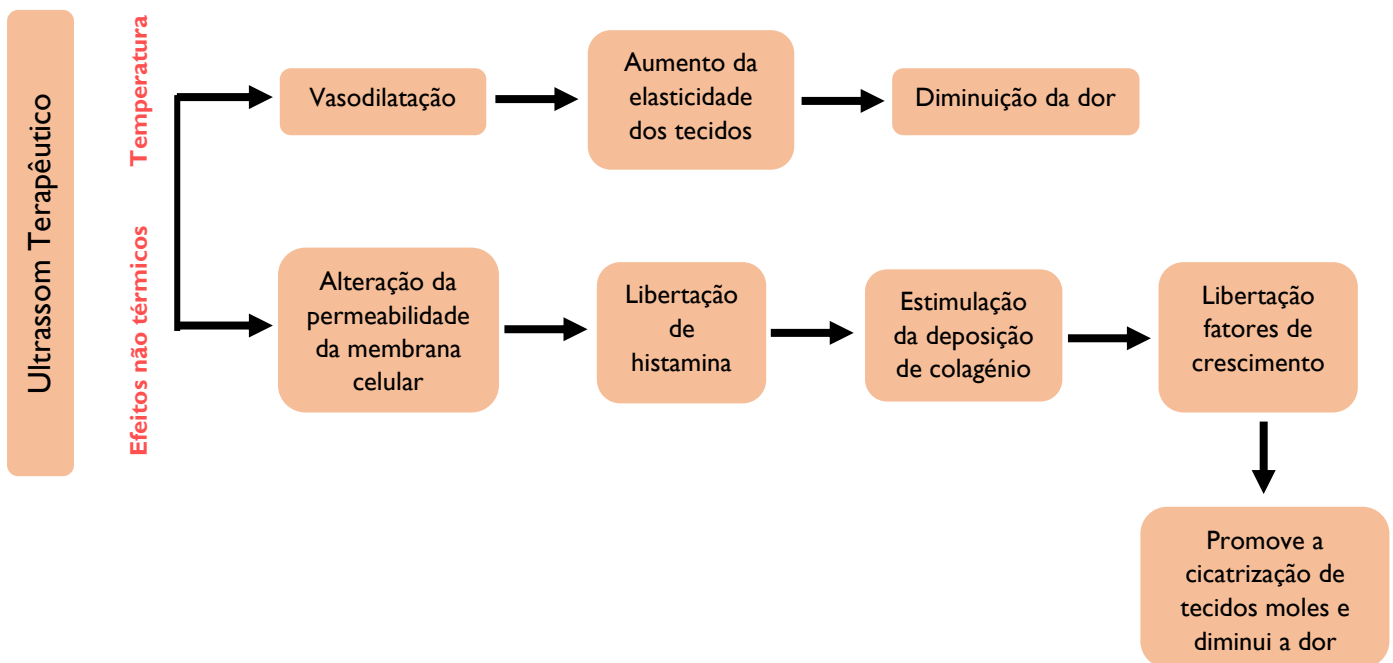 Ultrassom Terapêutico
Temperatura
Vasodilatação
Aumento da
elasticidade
dos tecidos
Diminuição da dor
Efeitos não térmicos
Alteração da
permeabilidade
da membrana
celular
Libertação
de
histamina
Estimulação
da deposição
de colagénio
Libertação
fatores de
crescimento
Promove a
cicatrização de
tecidos moles e
diminui a dor